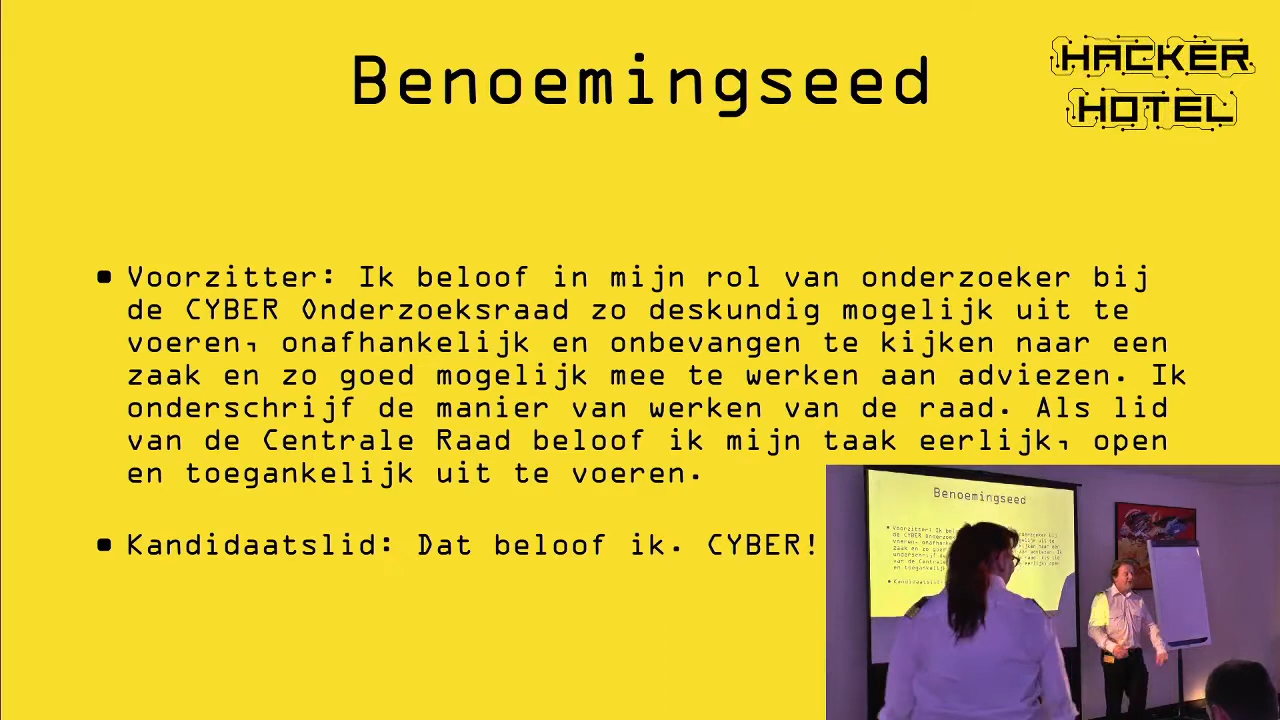 Benoemingseed
HACKER
HOTEL
• Voorzitter: Ik beloof in mijn rol van onderzoeker bij
de CYBER Onderzoeksraad zo deskundig mogelijk uit te
voeren, onafhankelijk en onbevangen te kijken naar een
zaak en zo goed mogelijk mee te werken aan adviezen. Ik
onderschrijf de manier van werken van de raad. Als lid
van de Centrale Raad beloof ik mijn taak eerlijk, open
en toegankelijk uit te voeren.
• Kandidaatslid: Dat beloof ik. CYBER!
Benoemingseed